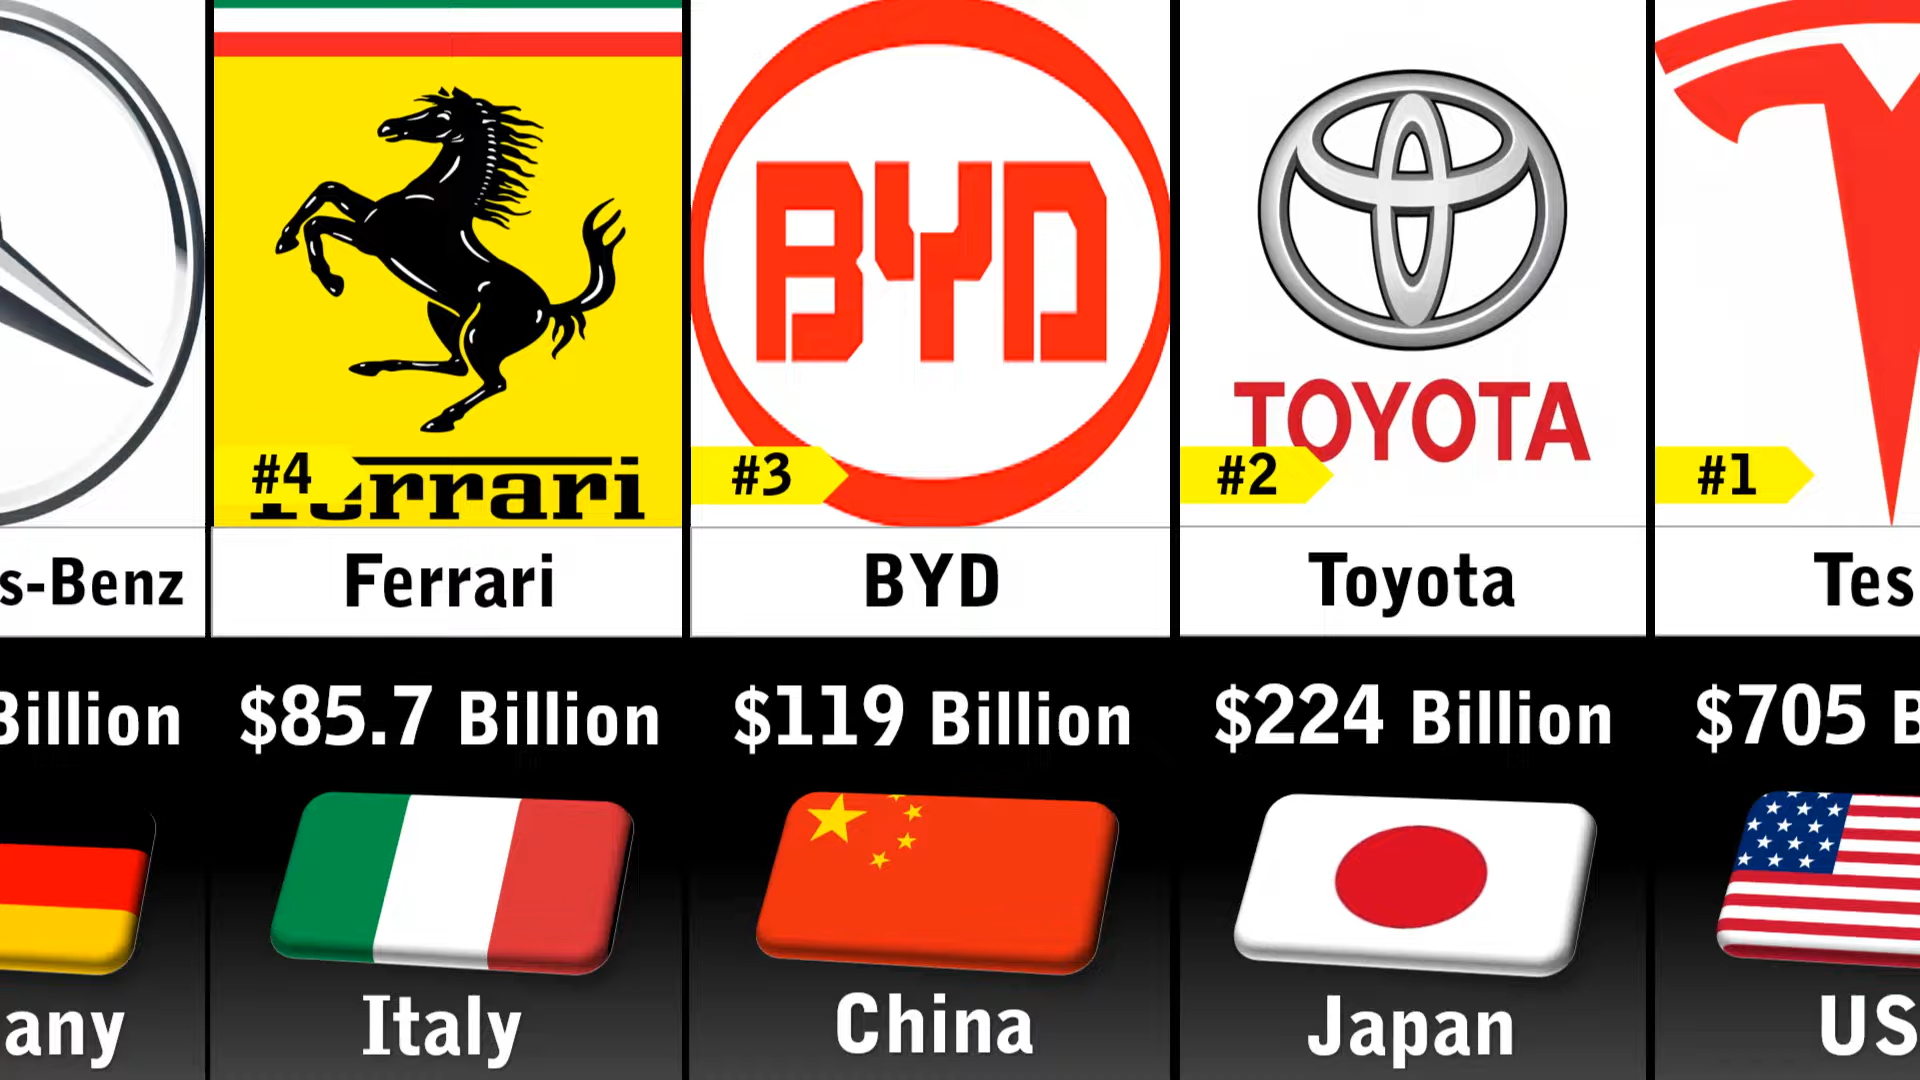 BYD
TOYOTA
#4
rrari
#3
#2
#1
s-Benz
Ferrari
BYD
Toyota
Tes
Billion
$85.7 Billion
$119 Billion
$224 Billion
$705 B
any
Italy
China
Japan
US